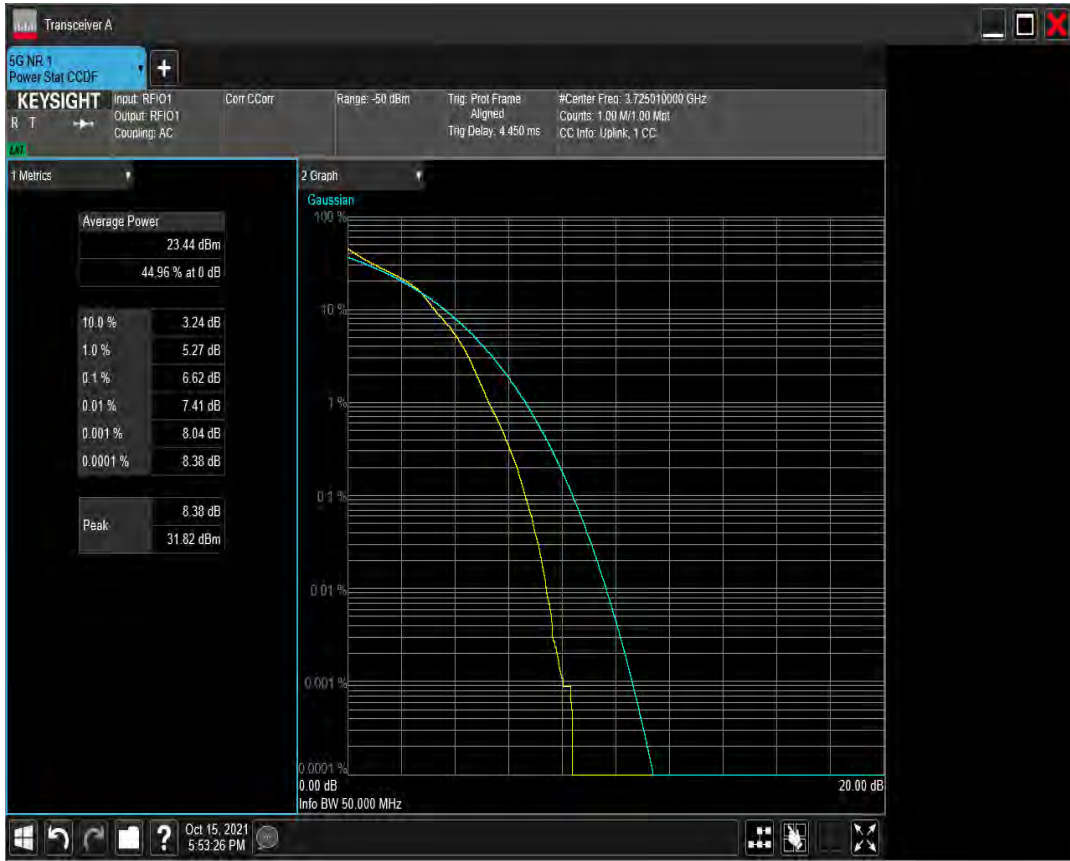 Transceiver A
5G NR 1
Power Stat CCDF
+
KEYSIGHT
R T
LXI
Input: RFIO1
Output: RFIO1
Coupling: AC
Corr CCorr
Range: -50 dBm
Trig: Prot Frame
Aligned
Trig Delay: 4.450 ms
#Center Freq: 3.725010000 GHz
Counts: 1.00 M/1.00 Mpt
CC Info: Uplink, 1 CC
1 Metrics
Average Power
23.44 dBm
44.96 % at 0 dB
10.0 % 3.24 dB
1.0 % 5.27 dB
0.1 % 6.62 dB
0.01 % 7.41 dB
0.001 % 8.04 dB
0.0001 % 8.38 dB
Peak 8.38 dB
31.82 dBm
2 Graph
Gaussian
100 %
10 %
1 %
0.1 %
0.01 %
0.001 %
0.0001 %
0.00 dB 20.00 dB
Info BW 50.000 MHz
? Oct 15, 2021
5:53:26 PM